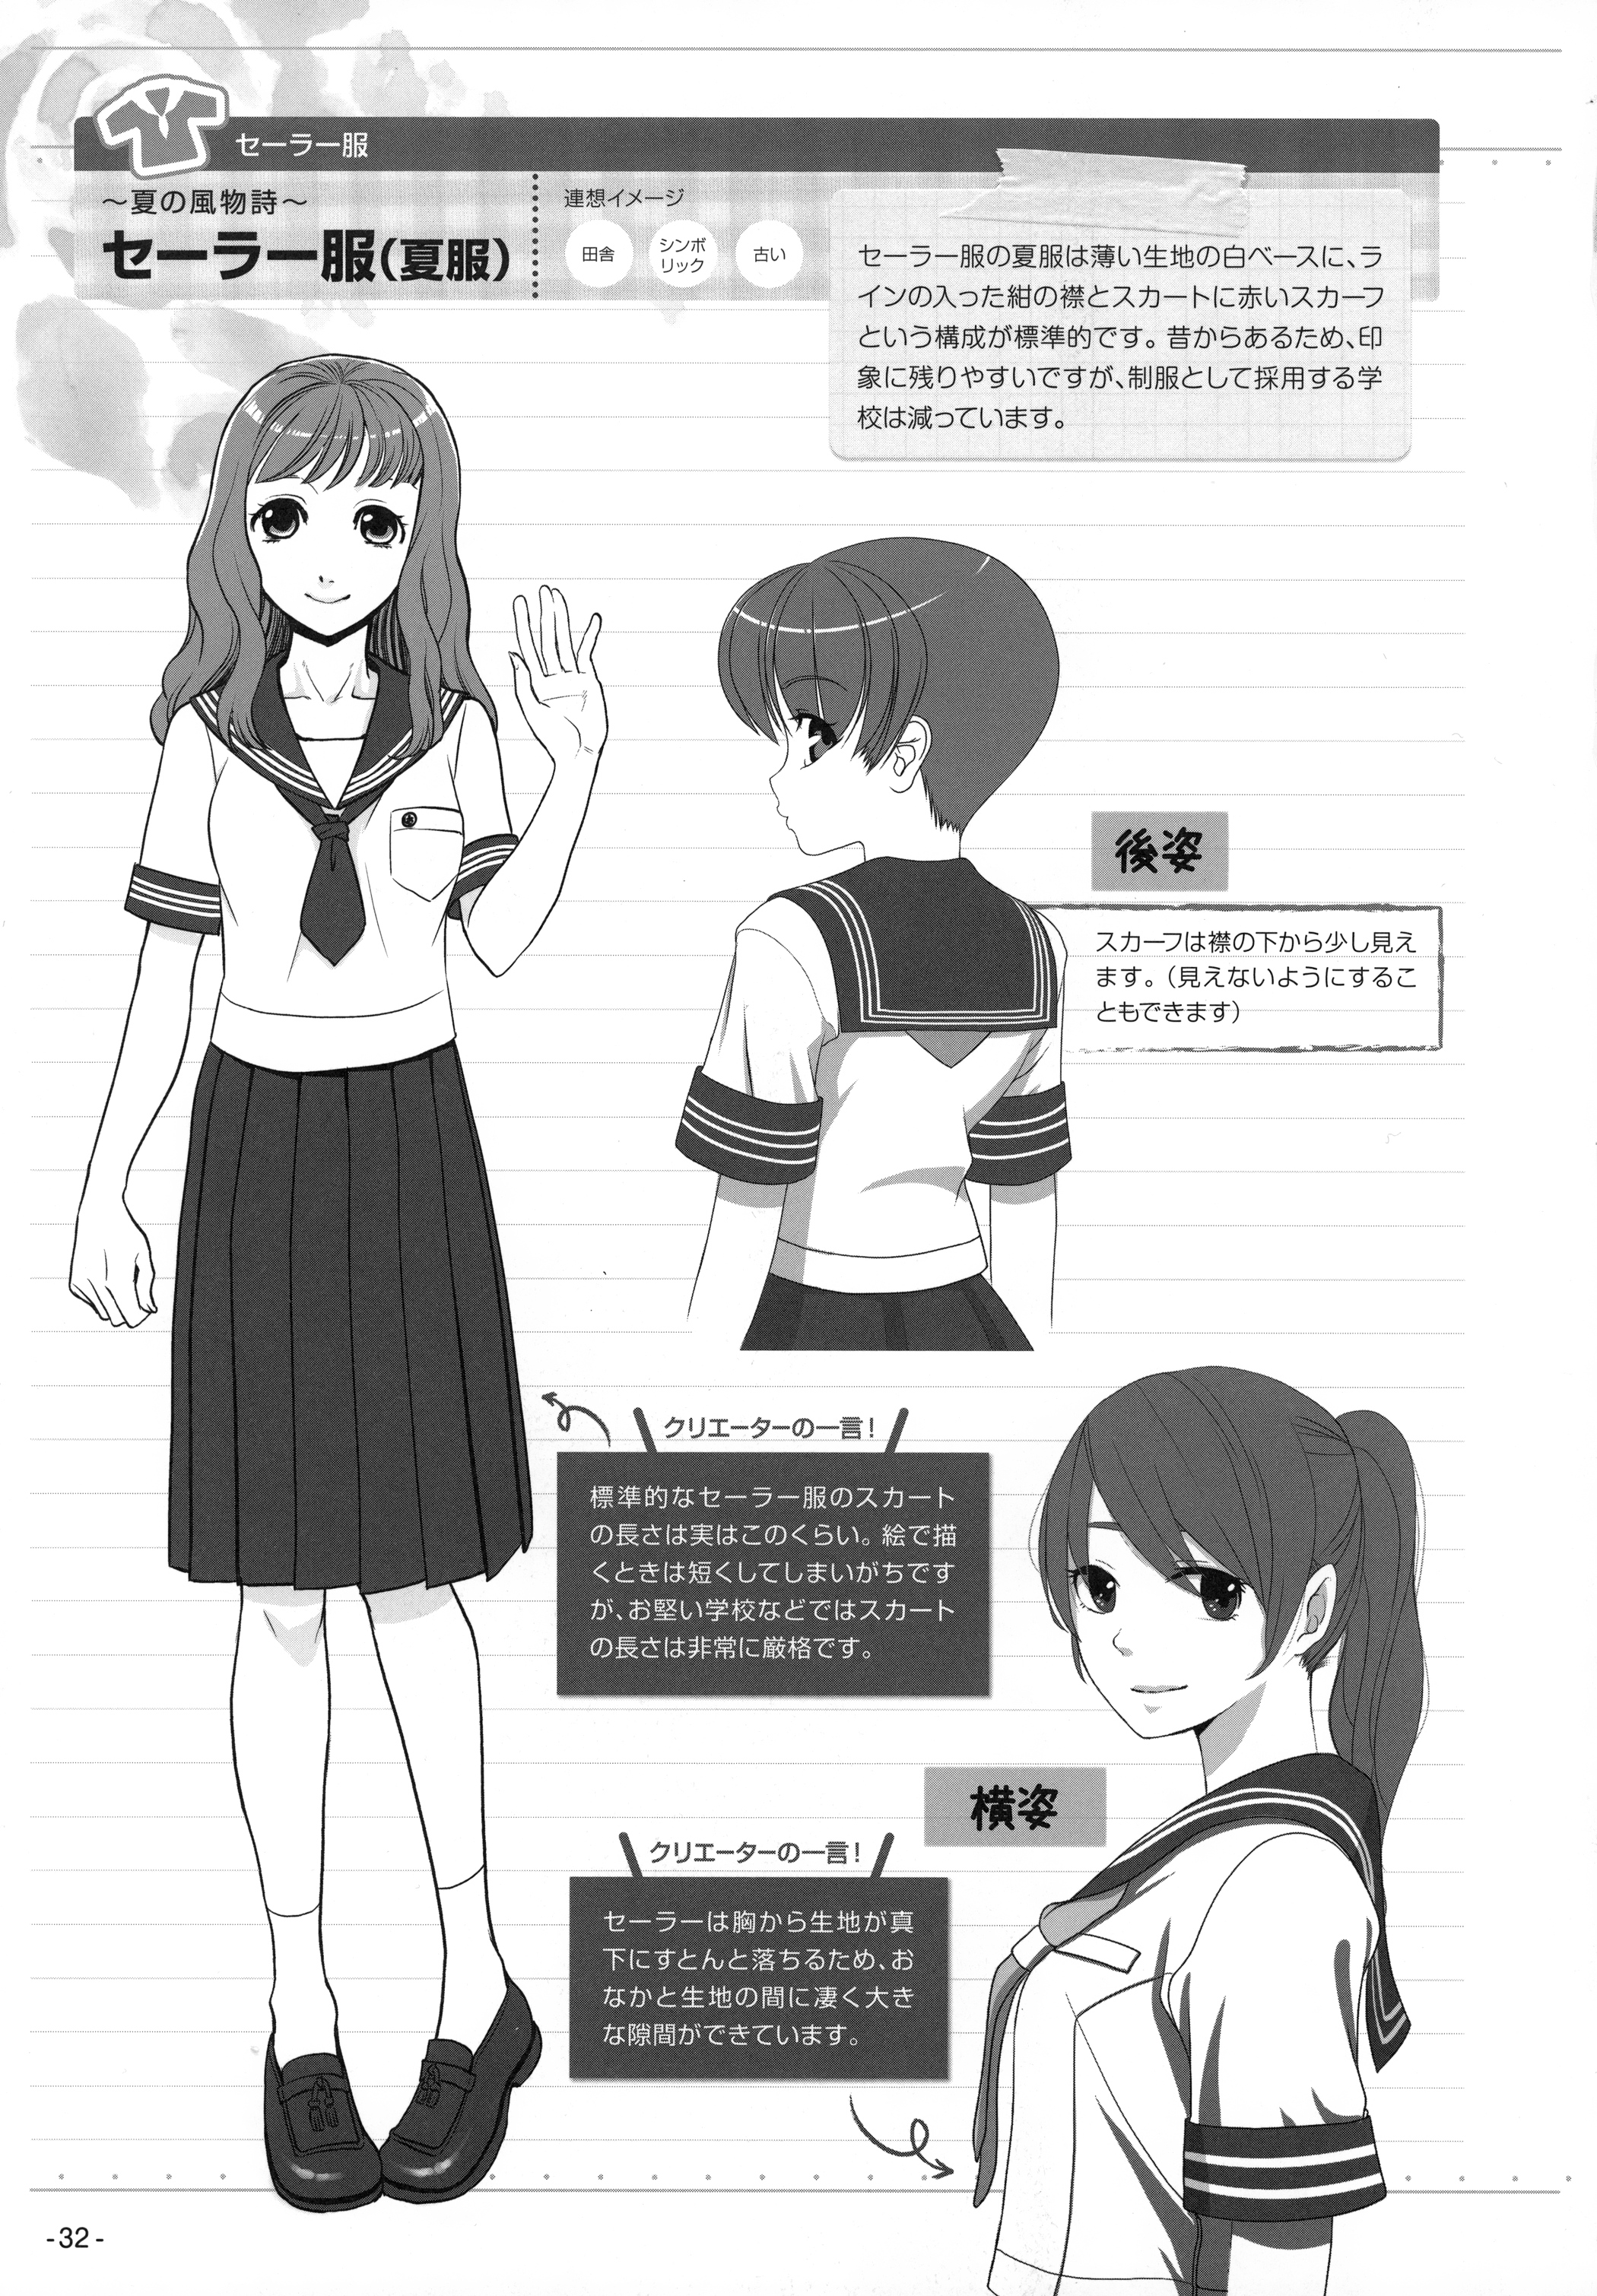 セーラー服
～夏の風物詩～
セーラー服(夏服)
連想イメージ
田舎
シンボ
リック
古い
セーラー服の夏服は薄い生地の白ベースに、ラ
インの入った紺の襟とスカートに赤いスカーフ
という構成が標準的です。昔からあるため、印
象に残りやすいですが、制服として採用する学
校は減っています。
後姿
スカーフは襟の下から少し見え
ます。(見えないようにするこ
ともできます)
クリエーターの一言!
標準的なセーラー服のスカート
の長さは実はこのくらい。絵で描
くときは短くしてしまいがちです
が、お堅い学校などではスカート
の長さは非常に厳格です。
横姿
クリエーターの一言!
セーラーは胸から生地が真
下にすとんと落ちるため、お
なかと生地の間に凄く大き
な隙間ができています。
-32-